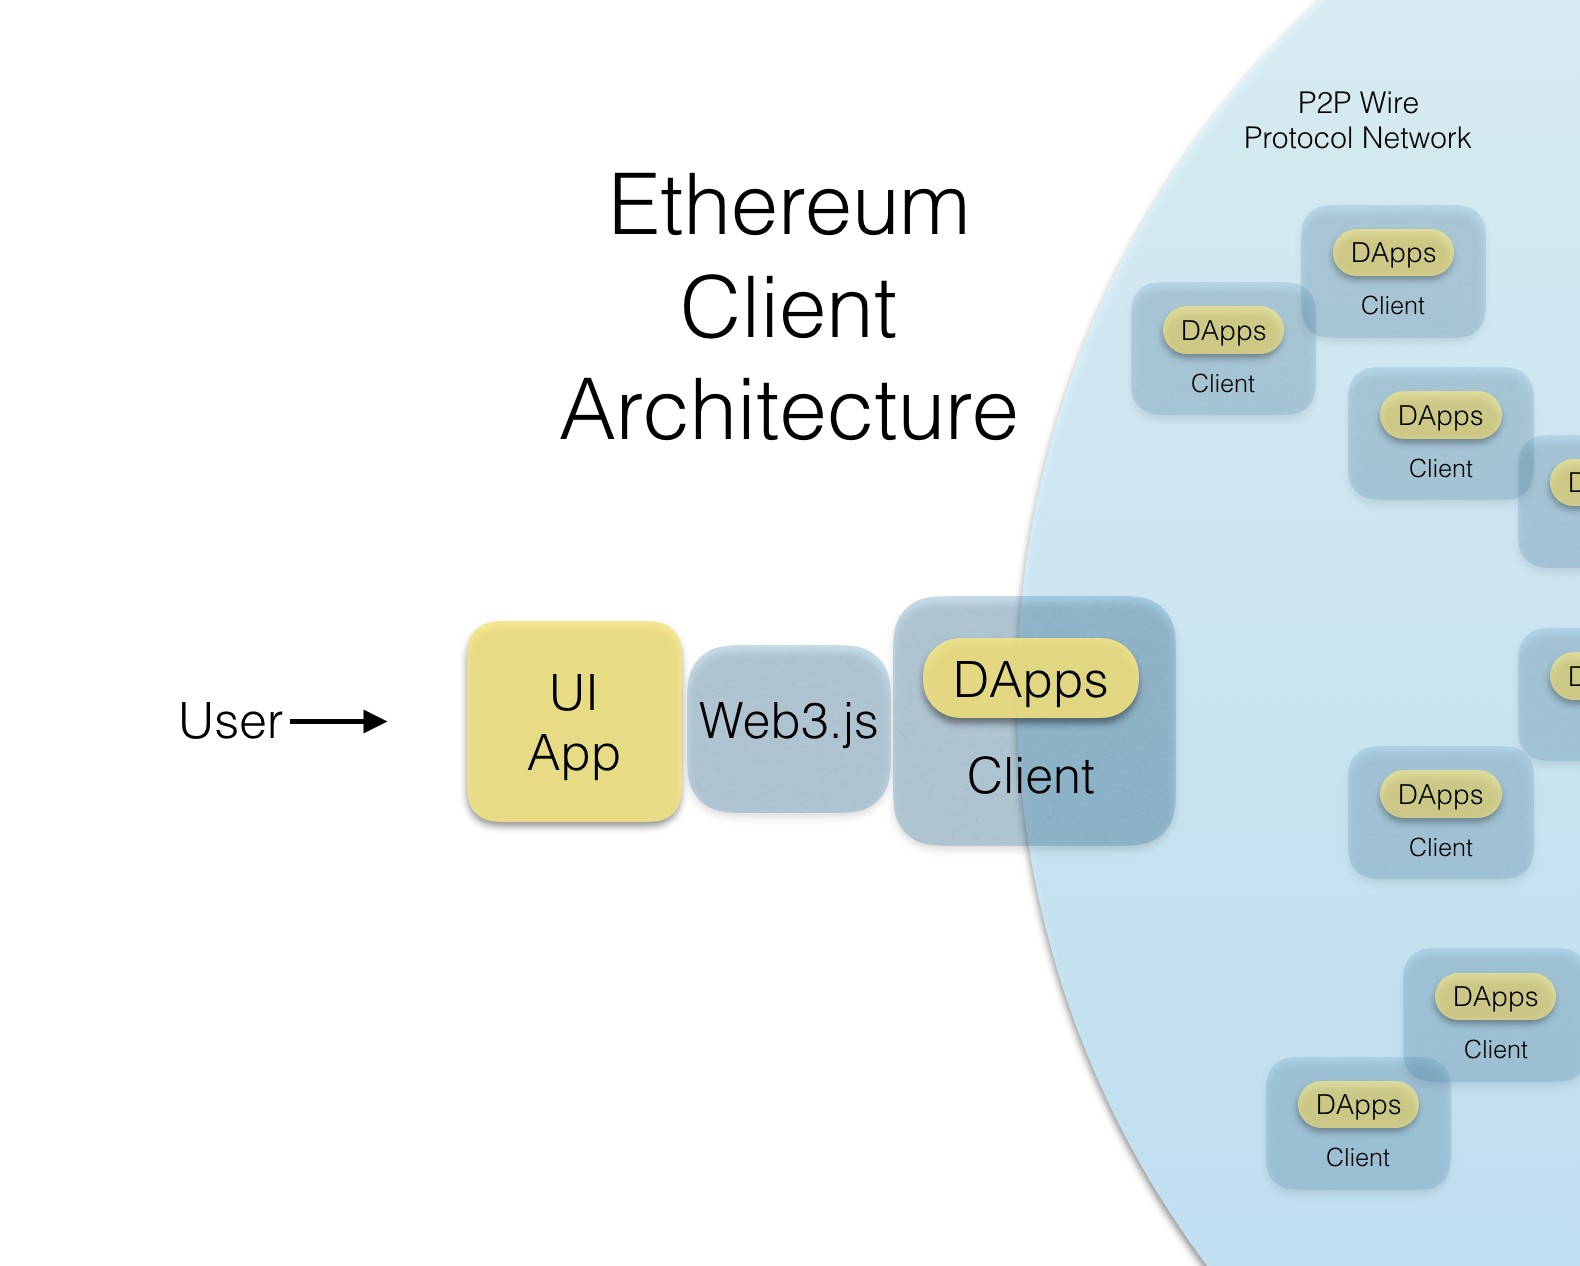 P2P Wire
Protocol Network
Ethereum
Client
Architecture
DApps
Client
DApps
Client
DApps
Client
User
UI
App
Web3.js
DApps
Client
DApps
Client
DApps
Client
DApps
Client